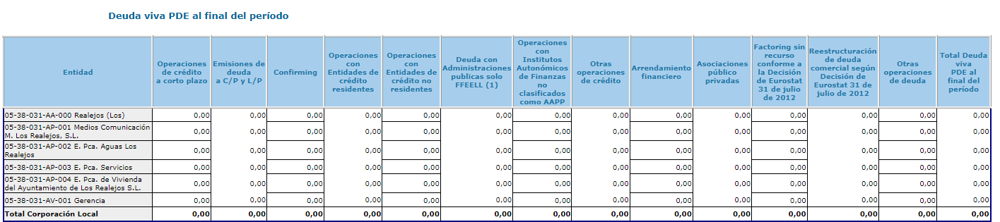 Deuda viva PDE al final del período
Entidad
Operaciones
de crédito
a corto plazo
Emisiones de
deuda
a C/P y L/P
Confirming
Operaciones
con
Entidades de
crédito
residentes
Operaciones
con
Entidades de
crédito no
residentes
Deuda con
Administraciones
publicas solo
FFEELL (1)
Operaciones
con
Institutos
Autonómicos
de Finanzas
no
clasificados
como AAPP
Otras
operaciones
de crédito
Arrendamiento
financiero
Asociaciones
público
privadas
Factoring sin
recurso
conforme a
la Decisión
de Eurostat
31 de julio
de 2012
Reestructuración
de deuda
comercial según
Decisión de
Eurostat 31 de
julio de 2012
Otras
operaciones
de deuda
Total Deuda
viva
PDE al
final del
período
05-38-031-AA-000 Realejos (Los) 0,00 0,00 0,00 0,00 0,00 0,00 0,00 0,00 0,00 0,00 0,00 0,00 0,00 0,00
05-38-031-AP-001 Medios Comunicación
M. Los Realejos, S.L. 0,00 0,00 0,00 0,00 0,00 0,00 0,00 0,00 0,00 0,00 0,00 0,00 0,00 0,00
05-38-031-AP-002 E. Pca. Aguas Los
Realejos 0,00 0,00 0,00 0,00 0,00 0,00 0,00 0,00 0,00 0,00 0,00 0,00 0,00 0,00
05-38-031-AP-003 E. Pca. Servicios 0,00 0,00 0,00 0,00 0,00 0,00 0,00 0,00 0,00 0,00 0,00 0,00 0,00 0,00
05-38-031-AP-004 E. Pca. de Vivienda
del Ayuntamiento de Los Realejos S.L. 0,00 0,00 0,00 0,00 0,00 0,00 0,00 0,00 0,00 0,00 0,00 0,00 0,00 0,00
05-38-031-AV-001 Gerencia 0,00 0,00 0,00 0,00 0,00 0,00 0,00 0,00 0,00 0,00 0,00 0,00 0,00 0,00
Total Corporación Local 0,00 0,00 0,00 0,00 0,00 0,00 0,00 0,00 0,00 0,00 0,00 0,00 0,00 0,00